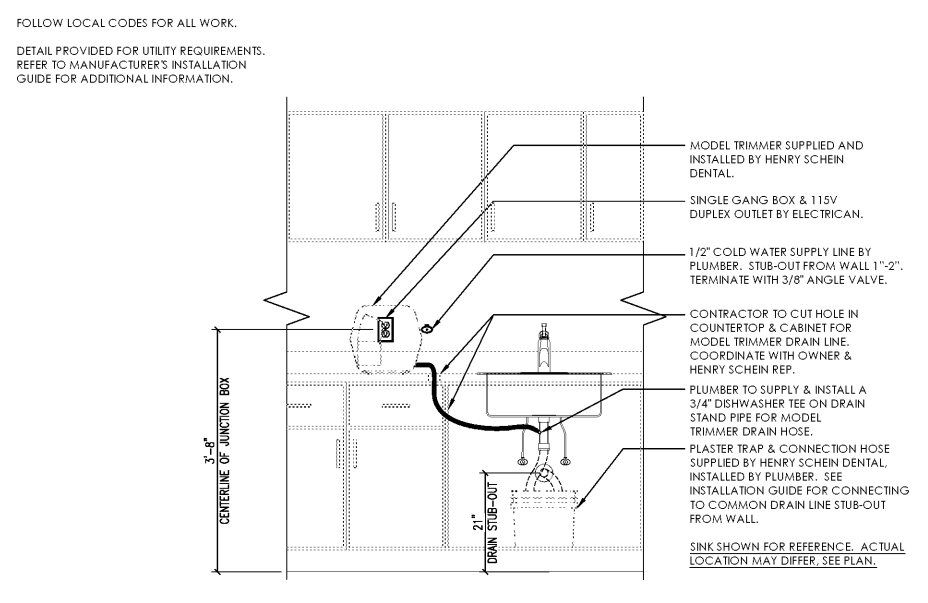 FOLLOW LOCAL CODES FOR ALL WORK.
DETAIL PROVIDED FOR UTILITY REQUIREMENTS.
REFER TO MANUFACTURER'S INSTALLATION
GUIDE FOR ADDITIONAL INFORMATION.
MODEL TRIMMER SUPPLIED AND
INSTALLED BY HENRY SCHEIN
DENTAL.
SINGLE GANG BOX & 115V
DUPLEX OUTLET BY ELECTRICAN.
1/2" COLD WATER SUPPLY LINE BY
PLUMBER. STUB-OUT FROM WALL 1"-2".
TERMINATE WITH 3/8" ANGLE VALVE.
CONTRACTOR TO CUT HOLE IN
COUNTERTOP & CABINET FOR
MODEL TRIMMER DRAIN LINE.
COORDINATE WITH OWNER &
HENRY SCHEIN REP.
PLUMBER TO SUPPLY & INSTALL A
3/4" DISHWASHER TEE ON DRAIN
STAND PIPE FOR MODEL
TRIMMER DRAIN HOSE.
PLASTER TRAP & CONNECTION HOSE
SUPPLIED BY HENRY SCHEIN DENTAL,
INSTALLED BY PLUMBER. SEE
INSTALLATION GUIDE FOR CONNECTING
TO COMMON DRAIN LINE STUB-OUT
FROM WALL.
SINK SHOWN FOR REFERENCE. ACTUAL
LOCATION MAY DIFFER, SEE PLAN.
3'-8"
CENTERLINE OF JUNCTION BOX
21"
DRAIN STUB-OUT